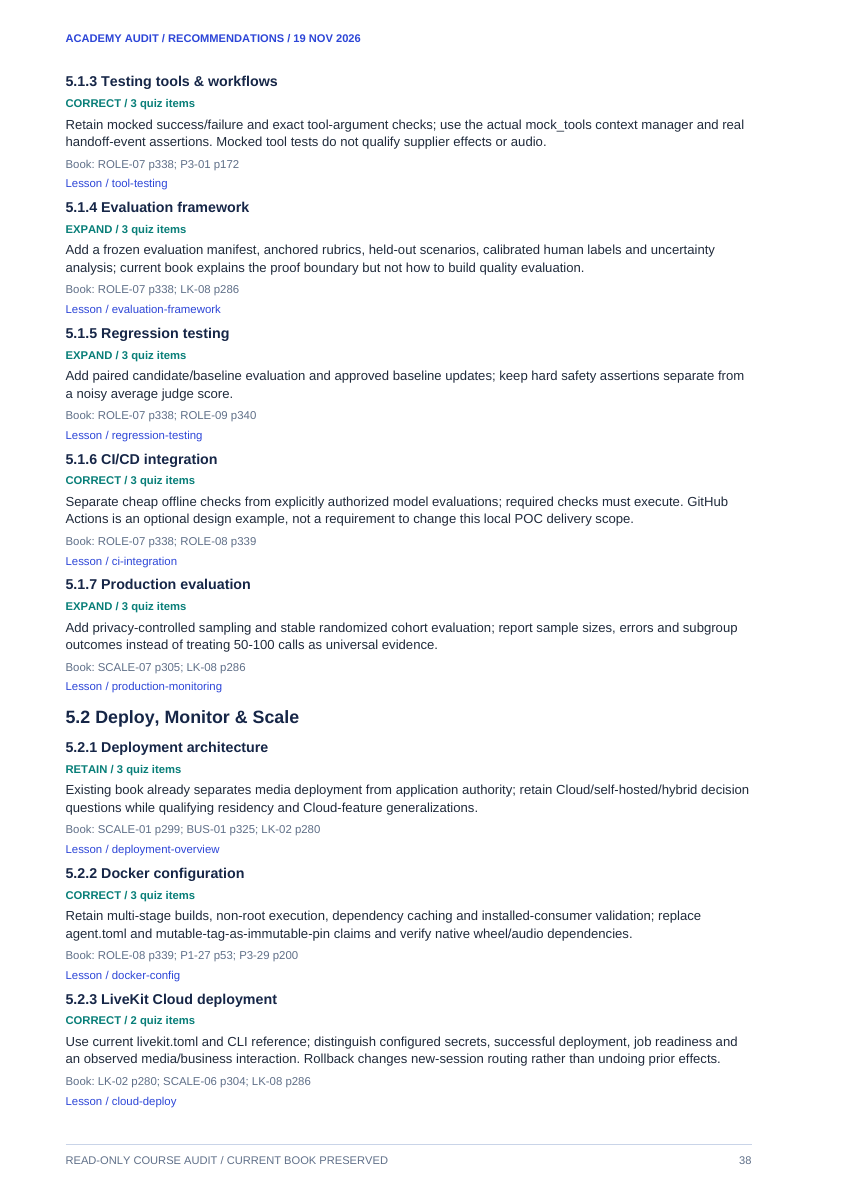 ACADEMY AUDIT / RECOMMENDATIONS / 19 NOV 2026
5.1.3 Testing tools & workflows
CORRECT / 3 quiz items
Retain mocked success/failure and exact tool-argument checks; use the actual mock_tools context manager and real
handoff-event assertions. Mocked tool tests do not qualify supplier effects or audio.
Book: ROLE-07 p338; P3-01 p172
Lesson / tool-testing
5.1.4 Evaluation framework
EXPAND / 3 quiz items
Add a frozen evaluation manifest, anchored rubrics, held-out scenarios, calibrated human labels and uncertainty
analysis; current book explains the proof boundary but not how to build quality evaluation.
Book: ROLE-07 p338; LK-08 p286
Lesson / evaluation-framework
5.1.5 Regression testing
EXPAND / 3 quiz items
Add paired candidate/baseline evaluation and approved baseline updates; keep hard safety assertions separate from
a noisy average judge score.
Book: ROLE-07 p338; ROLE-09 p340
Lesson / regression-testing
5.1.6 CI/CD integration
CORRECT / 3 quiz items
Separate cheap offline checks from explicitly authorized model evaluations; required checks must execute. GitHub
Actions is an optional design example, not a requirement to change this local POC delivery scope.
Book: ROLE-07 p338; ROLE-08 p339
Lesson / ci-integration
5.1.7 Production evaluation
EXPAND / 3 quiz items
Add privacy-controlled sampling and stable randomized cohort evaluation; report sample sizes, errors and subgroup
outcomes instead of treating 50-100 calls as universal evidence.
Book: SCALE-07 p305; LK-08 p286
Lesson / production-monitoring
5.2 Deploy, Monitor & Scale
5.2.1 Deployment architecture
RETAIN / 3 quiz items
Existing book already separates media deployment from application authority; retain Cloud/self-hosted/hybrid decision
questions while qualifying residency and Cloud-feature generalizations.
Book: SCALE-01 p299; BUS-01 p325; LK-02 p280
Lesson / deployment-overview
5.2.2 Docker configuration
CORRECT / 3 quiz items
Retain multi-stage builds, non-root execution, dependency caching and installed-consumer validation; replace
agent.toml and mutable-tag-as-immutable-pin claims and verify native wheel/audio dependencies.
Book: ROLE-08 p339; P1-27 p53; P3-29 p200
Lesson / docker-config
5.2.3 LiveKit Cloud deployment
CORRECT / 2 quiz items
Use current livekit.toml and CLI reference; distinguish configured secrets, successful deployment, job readiness and
an observed media/business interaction. Rollback changes new-session routing rather than undoing prior effects.
Book: LK-02 p280; SCALE-06 p304; LK-08 p286
Lesson / cloud-deploy
READ-ONLY COURSE AUDIT / CURRENT BOOK PRESERVED
38